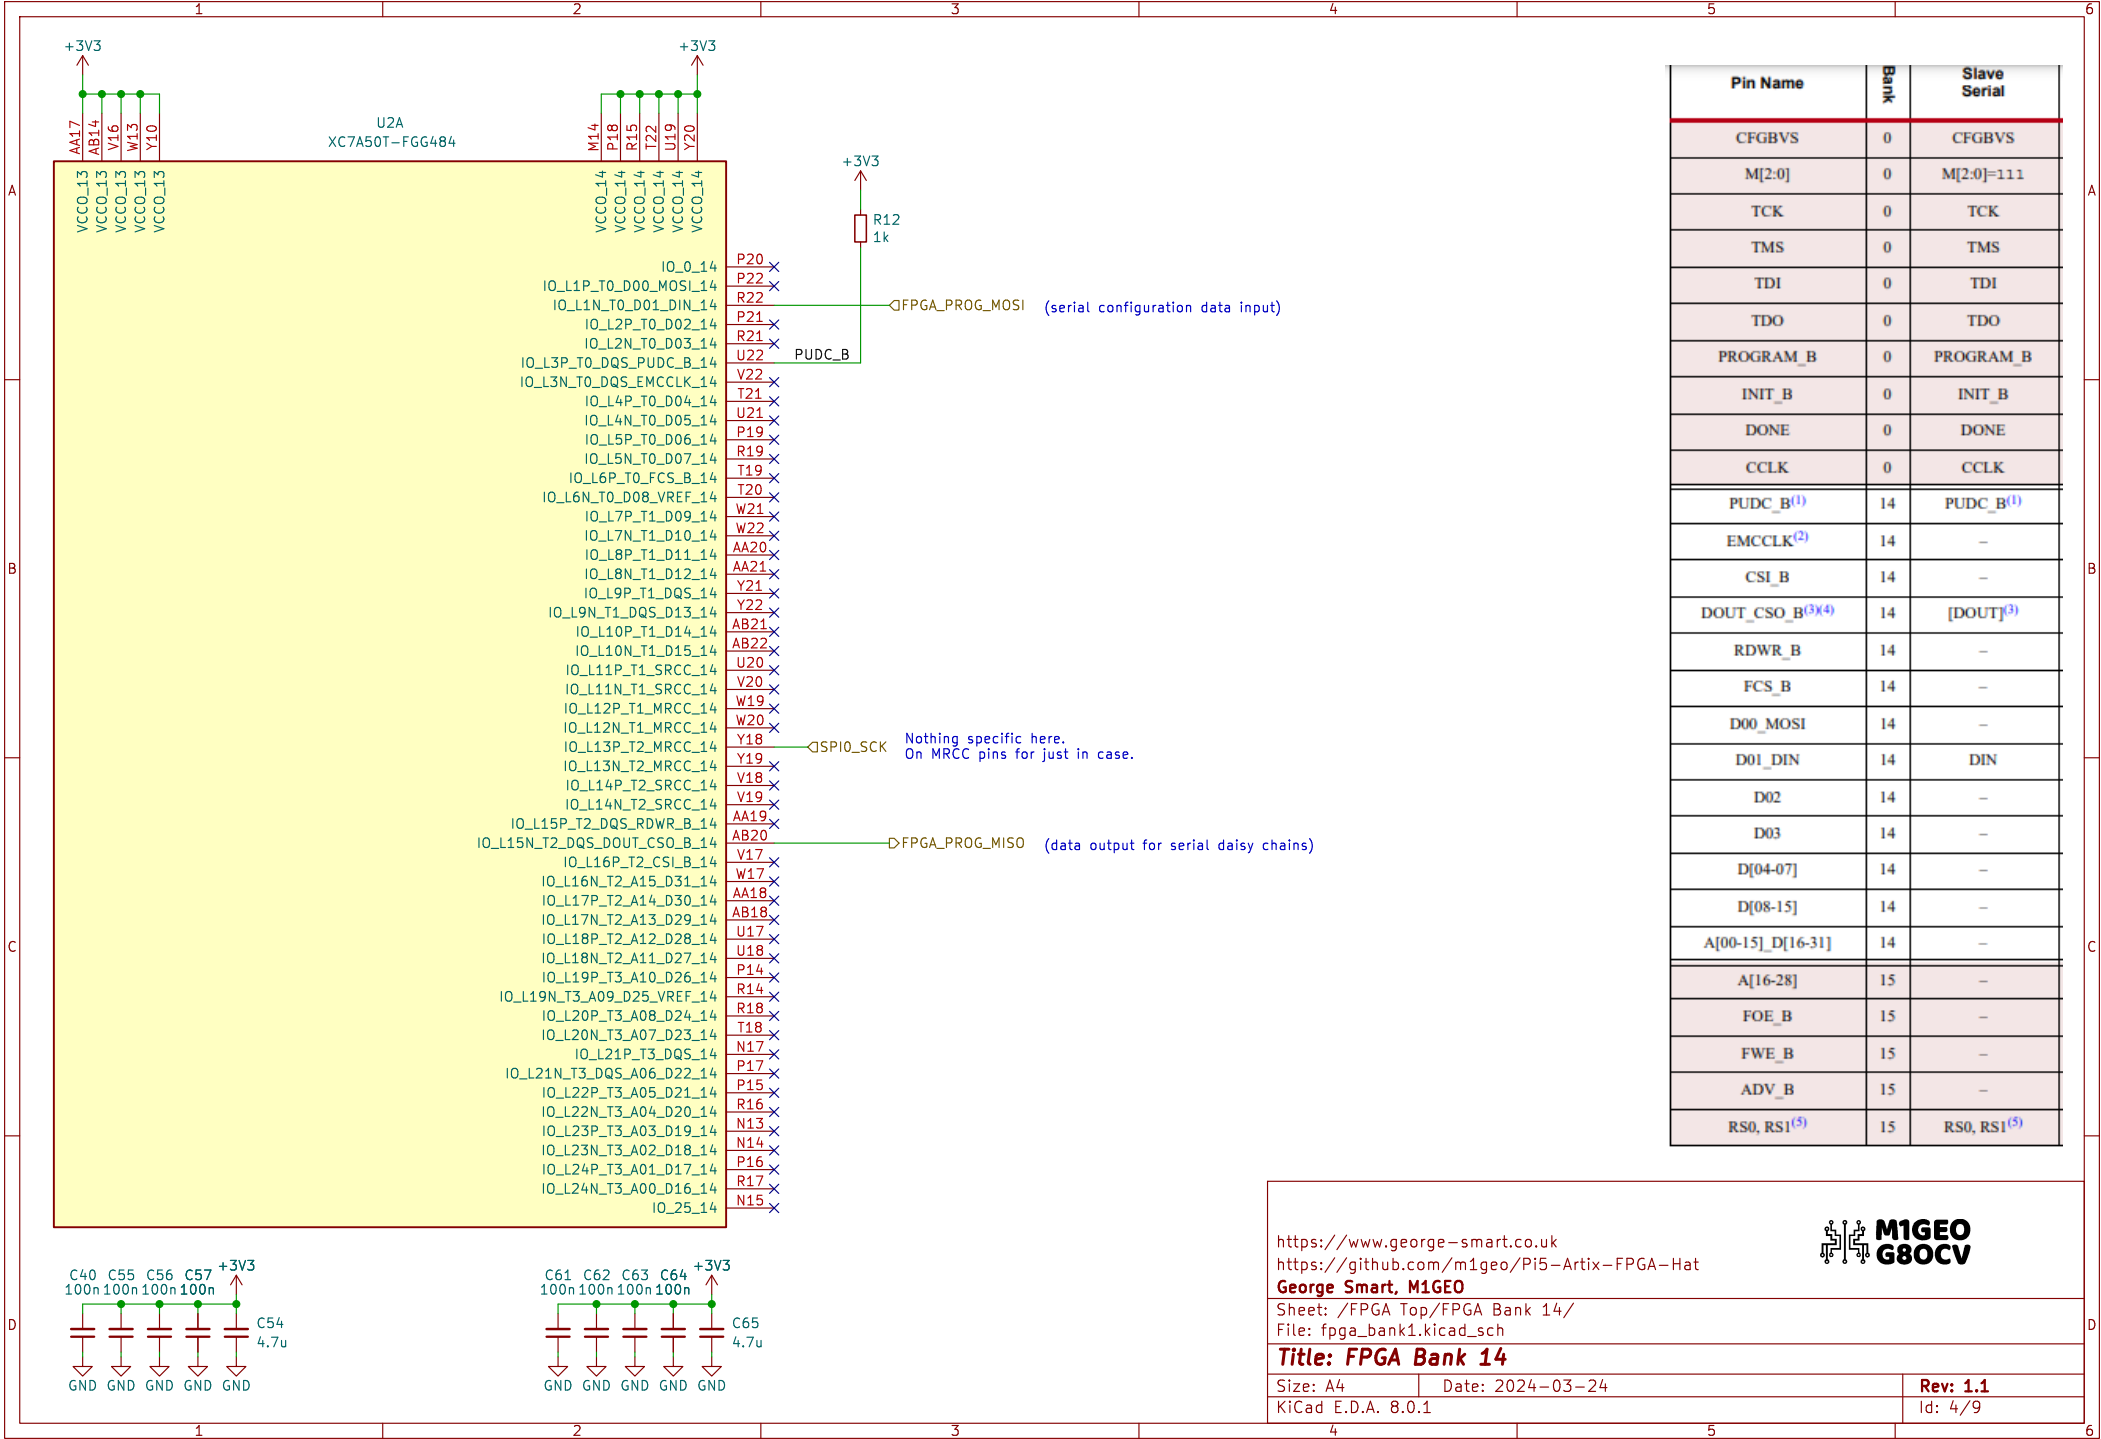 1 2 3 4 5 6
+3V3 +3V3
AA17 AB14 V16 W13 Y10
M14 P18 R15 T22 U19 Y20
U2A
XC7A50T-FGG484
VCCO_13 VCCO_13 VCCO_13 VCCO_13 VCCO_13
VCCO_14 VCCO_14 VCCO_14 VCCO_14 VCCO_14 VCCO_14
+3V3
R12
1k
IO_0_14 P20
IO_L1P_T0_D00_MOSI_14 P22
IO_L1N_T0_D01_DIN_14 R22 FPGA_PROG_MOSI (serial configuration data input)
IO_L2P_T0_D02_14 P21
IO_L2N_T0_D03_14 R21
IO_L3P_T0_DQS_PUDC_B_14 U22 PUDC_B
IO_L3N_T0_DQS_EMCCLK_14 V22
IO_L4P_T0_D04_14 T21
IO_L4N_T0_D05_14 U21
IO_L5P_T0_D06_14 P19
IO_L5N_T0_D07_14 R19
IO_L6P_T0_FCS_B_14 T19
IO_L6N_T0_D08_VREF_14 T20
IO_L7P_T1_D09_14 W21
IO_L7N_T1_D10_14 W22
IO_L8P_T1_D11_14 AA20
IO_L8N_T1_D12_14 AA21
IO_L9P_T1_DQS_14 Y21
IO_L9N_T1_DQS_D13_14 Y22
IO_L10P_T1_D14_14 AB21
IO_L10N_T1_D15_14 AB22
IO_L11P_T1_SRCC_14 U20
IO_L11N_T1_SRCC_14 V20
IO_L12P_T1_MRCC_14 W19
IO_L12N_T1_MRCC_14 W20
IO_L13P_T2_MRCC_14 Y18 SPI0_SCK
Nothing specific here.
On MRCC pins for just in case.
IO_L13N_T2_MRCC_14 Y19
IO_L14P_T2_SRCC_14 V18
IO_L14N_T2_SRCC_14 V19
IO_L15P_T2_DQS_RDWR_B_14 AA19
IO_L15N_T2_DQS_DOUT_CSO_B_14 AB20 FPGA_PROG_MISO (data output for serial daisy chains)
IO_L16P_T2_CSI_B_14 V17
IO_L16N_T2_A15_D31_14 W17
IO_L17P_T2_A14_D30_14 AA18
IO_L17N_T2_A13_D29_14 AB18
IO_L18P_T2_A12_D28_14 U17
IO_L18N_T2_A11_D27_14 U18
IO_L19P_T3_A10_D26_14 P14
IO_L19N_T3_A09_D25_VREF_14 R14
IO_L20P_T3_A08_D24_14 R18
IO_L20N_T3_A07_D23_14 T18
IO_L21P_T3_DQS_14 N17
IO_L21N_T3_DQS_A06_D22_14 P17
IO_L22P_T3_A05_D21_14 P15
IO_L22N_T3_A04_D20_14 R16
IO_L23P_T3_A03_D19_14 N13
IO_L23N_T3_A02_D18_14 N14
IO_L24P_T3_A01_D17_14 P16
IO_L24N_T3_A00_D16_14 R17
IO_25_14 N15
Pin Name Bank Slave Serial
CFGBVS 0 CFGBVS
M[2:0] 0 M[2:0]=111
TCK 0 TCK
TMS 0 TMS
TDI 0 TDI
TDO 0 TDO
PROGRAM_B 0 PROGRAM_B
INIT_B 0 INIT_B
DONE 0 DONE
CCLK 0 CCLK
PUDC_B(1) 14 PUDC_B(1)
EMCCLK(2) 14 –
CSI_B 14 –
DOUT_CSO_B(3)(4) 14 [DOUT](3)
RDWR_B 14 –
FCS_B 14 –
D00_MOSI 14 –
D01_DIN 14 DIN
D02 14 –
D03 14 –
D[04-07] 14 –
D[08-15] 14 –
A[00-15]_D[16-31] 14 –
A[16-28] 15 –
FOE_B 15 –
FWE_B 15 –
ADV_B 15 –
RS0, RS1(5) 15 RS0, RS1(5)
A A
B B
C C
D D
C40 C55 C56 C57 +3V3
100n 100n 100n 100n
C54
4.7u
GND GND GND GND GND
C61 C62 C63 C64 +3V3
100n 100n 100n 100n
C65
4.7u
GND GND GND GND GND
M1GEO
G8OCV
https://www.george-smart.co.uk
https://github.com/m1geo/Pi5-Artix-FPGA-Hat
George Smart, M1GEO
Sheet: /FPGA Top/FPGA Bank 14/
File: fpga_bank1.kicad_sch
Title: FPGA Bank 14
Size: A4 Date: 2024-03-24 Rev: 1.1
KiCad E.D.A. 8.0.1 Id: 4/9
1 2 3 4 5 6